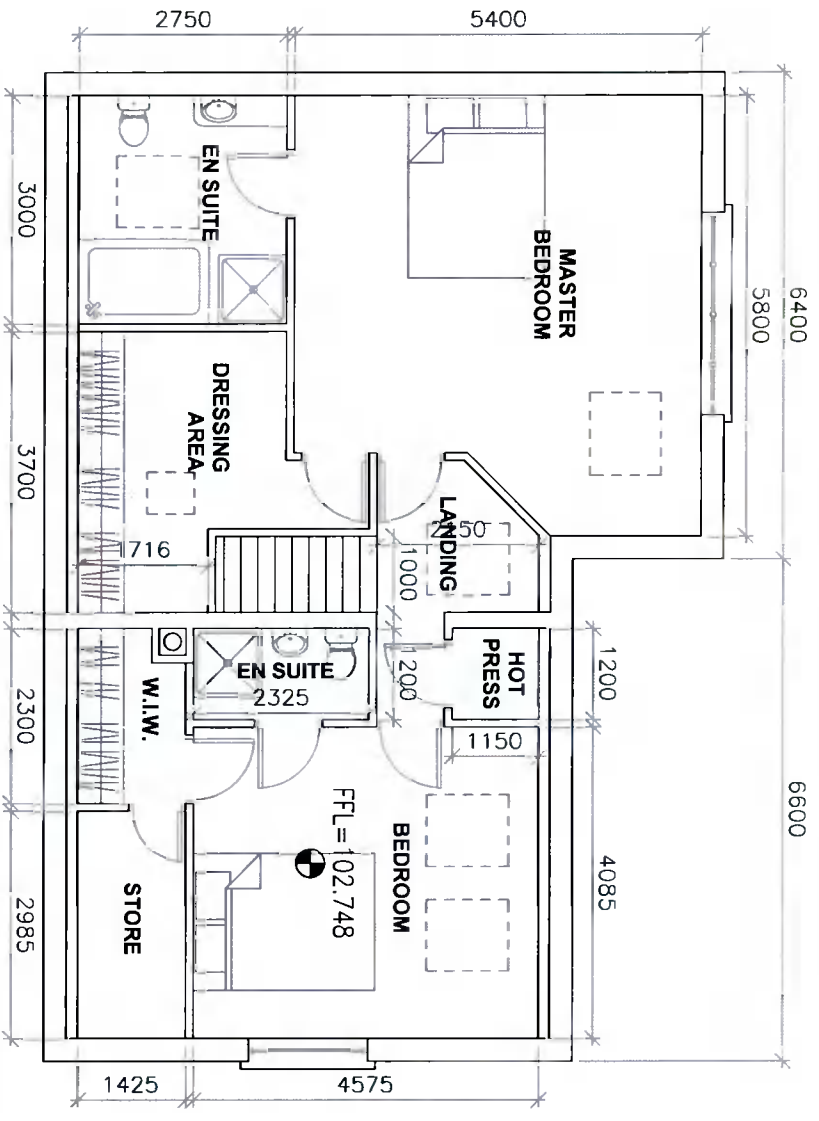 2750
5400
6400
5800
3000
EN SUITE
MASTER
BEDROOM
DRESSING
AREA
3700
1716
LANDING
2150
1000
HOT
PRESS
1200
1200
1150
EN SUITE
2325
W.I.W.
2300
6600
4085
BEDROOM
FFL=102.748
STORE
2985
1425
4575